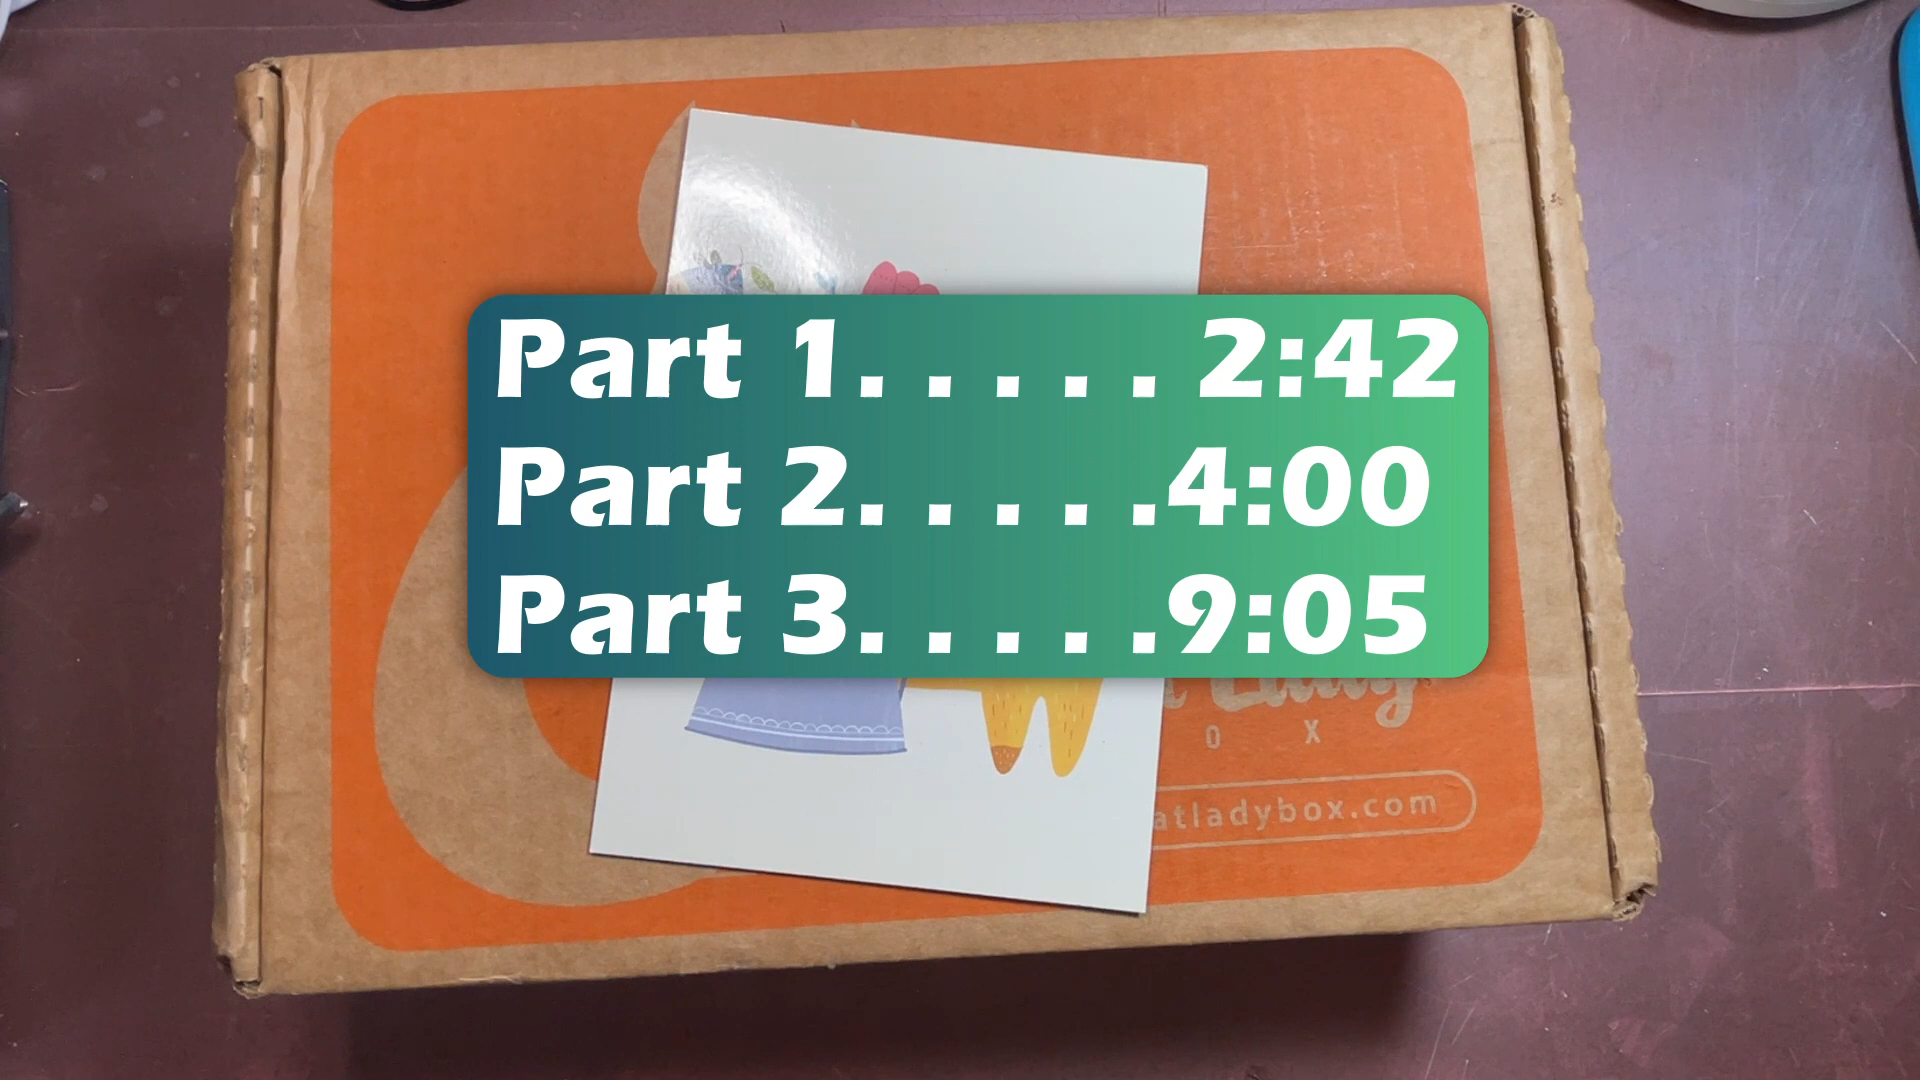 Part 1. . . . . 2:42
Part 2. . . . .4:00
Part 3. . . . .9:05
O X
atladybox.com